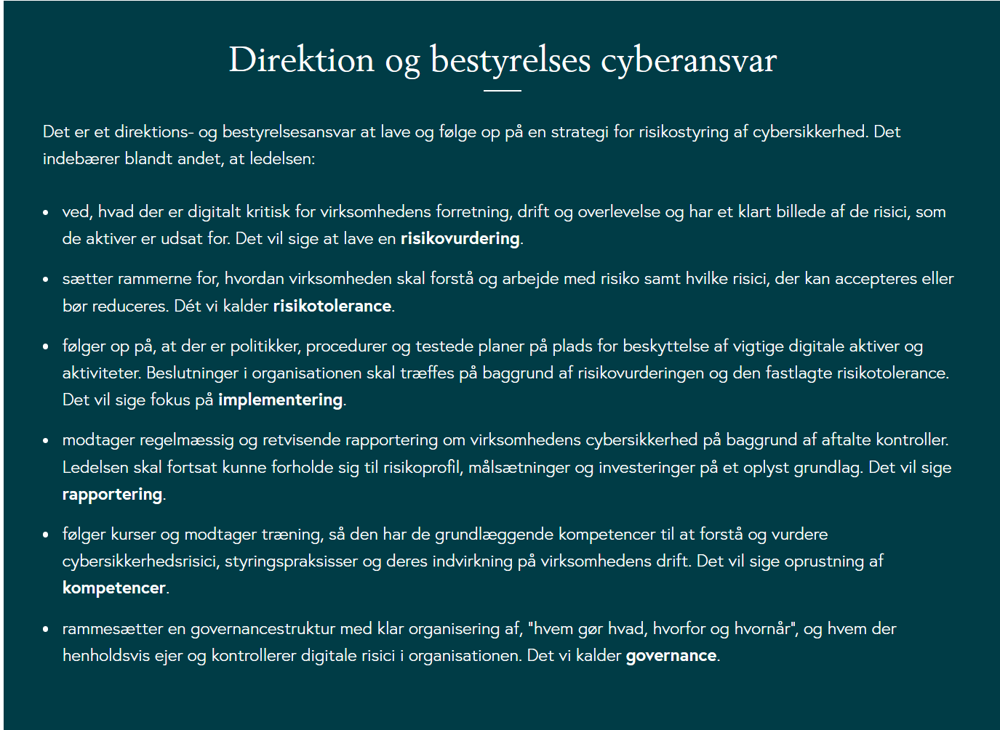 Direktion og bestyrelses cyberansvar
Det er et direktions- og bestyrelsesansvar at lave og følge op på en strategi for risikostyring af cybersikkerhed. Det
indebærer blandt andet, at ledelsen:
• ved, hvad der er digitalt kritisk for virksomhedens forretning, drift og overlevelse og har et klart billede af de risici, som
de aktiver er udsat for. Det vil sige at lave en risikovurdering.
• sætter rammerne for, hvordan virksomheden skal forstå og arbejde med risiko samt hvilke risici, der kan accepteres eller
bør reduceres. Dét vi kalder risikotolerance.
• følger op på, at der er politikker, procedurer og testede planer på plads for beskyttelse af vigtige digitale aktiver og
aktiviteter. Beslutninger i organisationen skal træffes på baggrund af risikovurderingen og den fastlagte risikotolerance.
Det vil sige fokus på implementering.
• modtager regelmæssig og retvisende rapportering om virksomhedens cybersikkerhed på baggrund af aftalte kontroller.
Ledelsen skal fortsat kunne forholde sig til risikoprofil, målsætninger og investeringer på et oplyst grundlag. Det vil sige
rapportering.
• følger kurser og modtager træning, så den har de grundlæggende kompetencer til at forstå og vurdere
cybersikkerhedsrisici, styringspraksisser og deres indvirkning på virksomhedens drift. Det vil sige oprustning af
kompetencer.
• rammesætter en governancestruktur med klar organisering af, "hvem gør hvad, hvorfor og hvornår", og hvem der
henholdsvis ejer og kontrollerer digitale risici i organisationen. Det vi kalder governance.